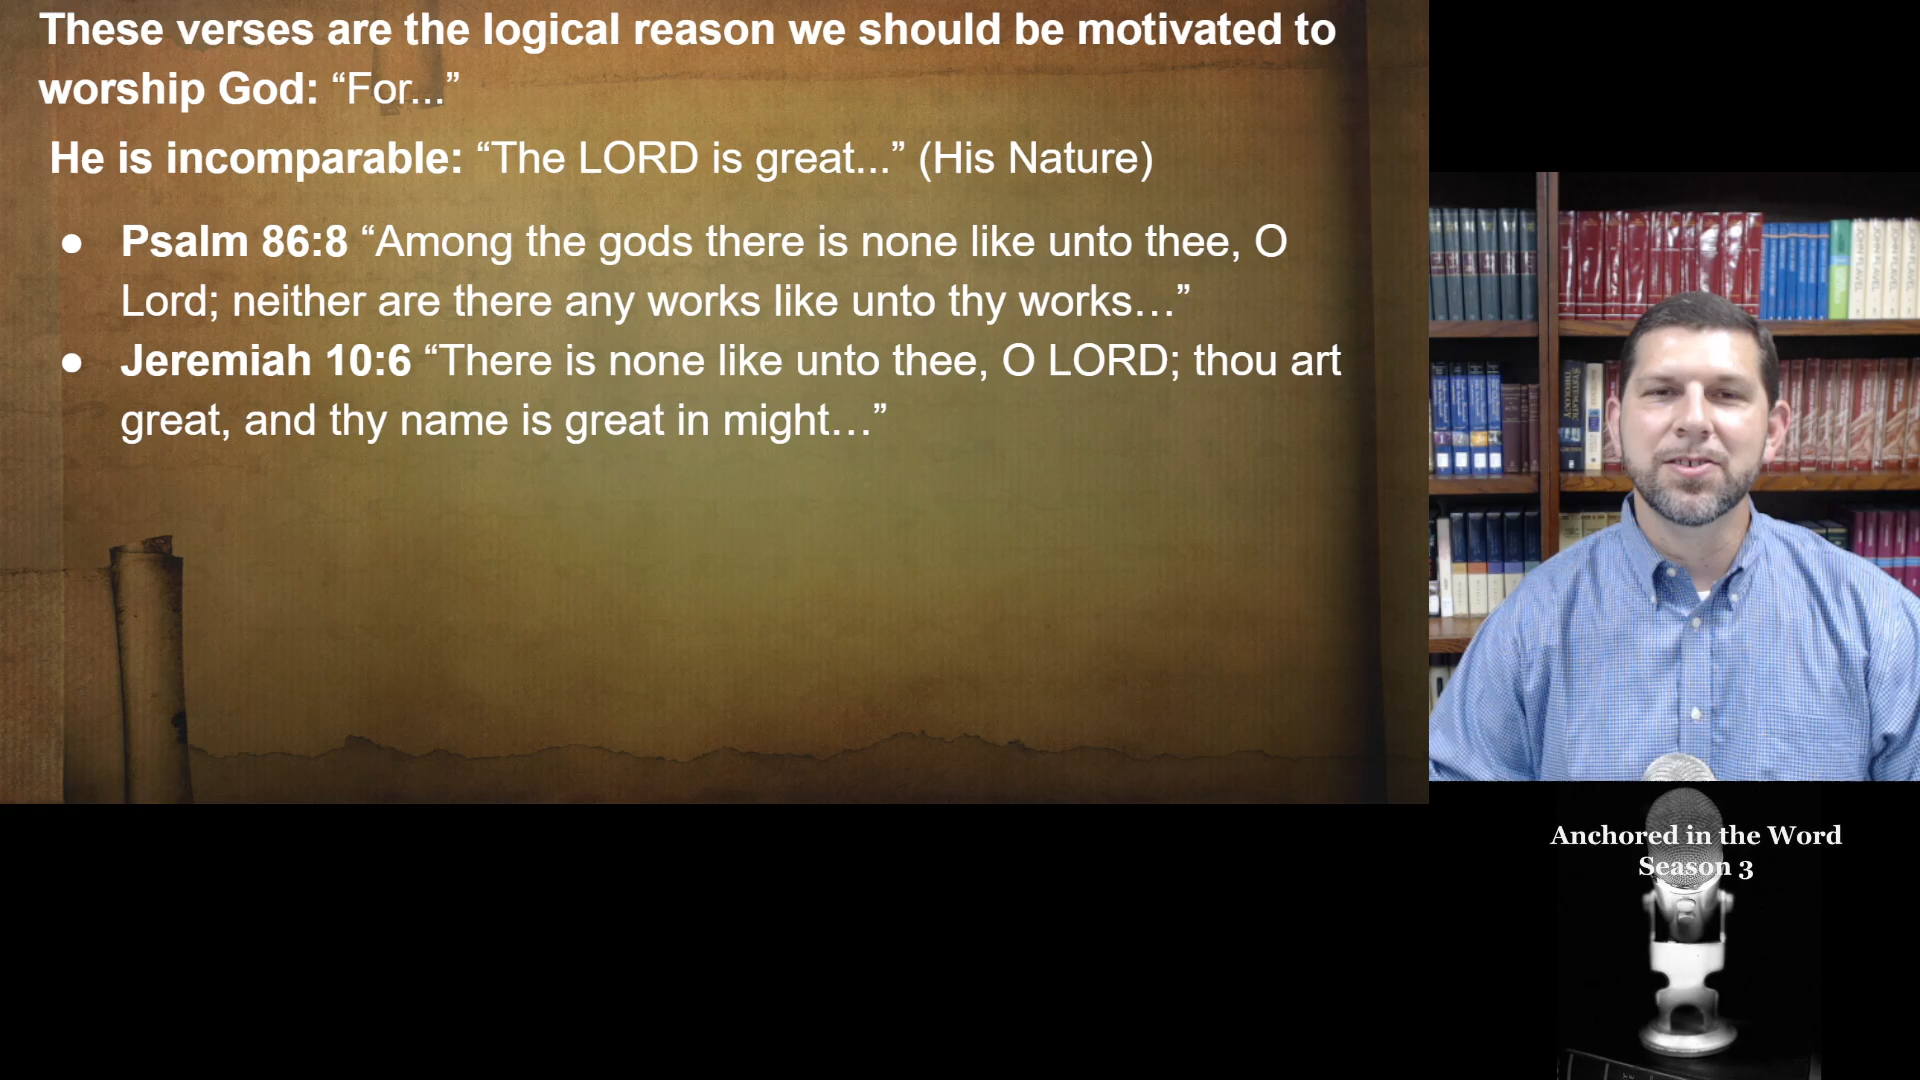 These verses are the logical reason we should be motivated to
worship God: “For...”
He is incomparable: “The LORD is great...” (His Nature)
● Psalm 86:8 “Among the gods there is none like unto thee, O
Lord; neither are there any works like unto thy works…”
● Jeremiah 10:6 “There is none like unto thee, O LORD; thou art
great, and thy name is great in might…”
SYSTEMATIC
THEOLOGY
Anchored in the Word
Season 3